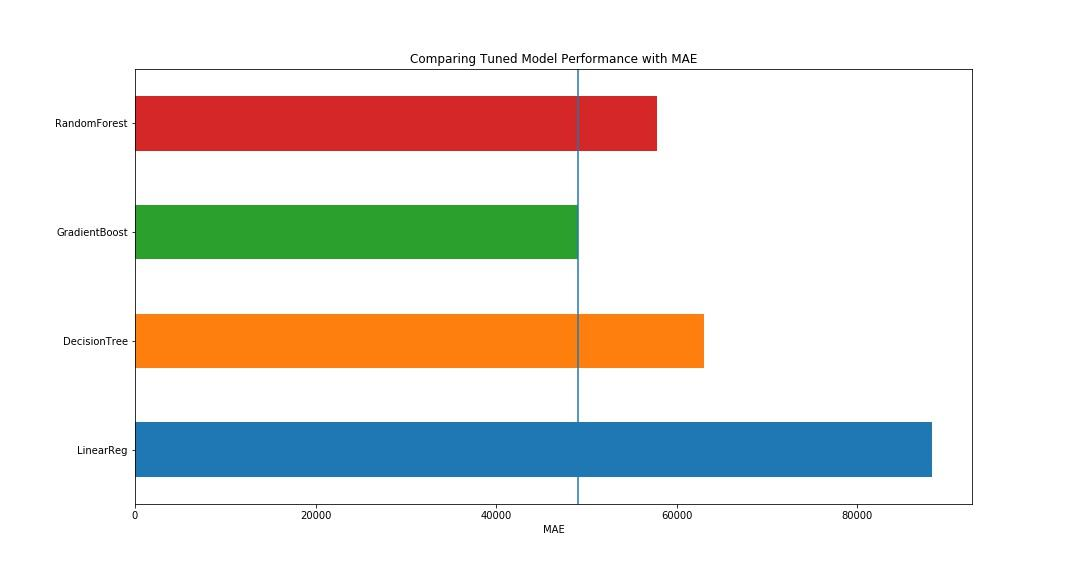 Comparing Tuned Model Performance with MAE
RandomForest
GradientBoost
DecisionTree
LinearReg
0 20000 40000 60000 80000
MAE